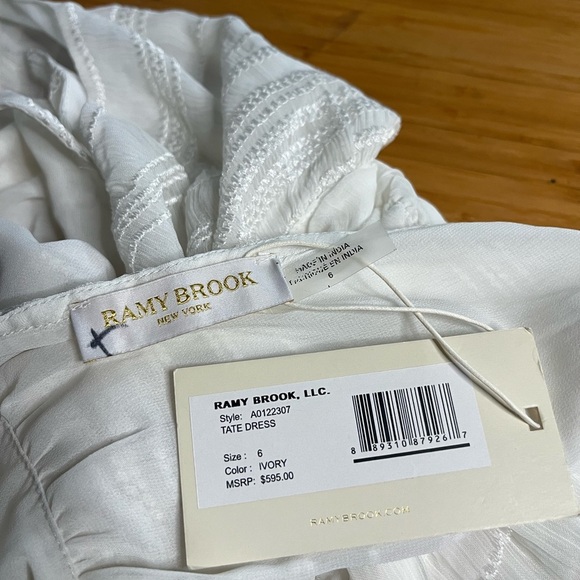 RAMY BROOK
NEW YORK
MADE IN INDIA
FABRIQUE EN INDIA
6
RAMY BROOK, LLC.
Style: A0122307
TATE DRESS
Size: 6
Color: IVORY
MSRP: $595.00
8 89310 87926 7
RAMYBROOK.COM